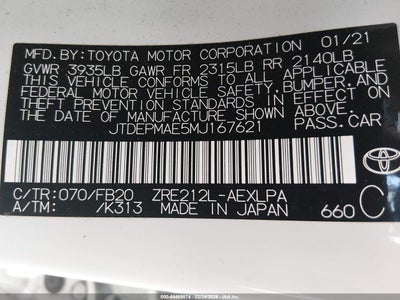 MFD.BY: TOYOTA MOTOR CORPORATION 01/21
GVWR 3935LB GAWR FR 2315LB RR 2140LB
THIS VEHICLE CONFORMS TO ALL APPLICABLE
FEDERAL MOTOR VEHICLE SAFETY, BUMPER, AND
THEFT PREVENTION STANDARDS IN EFFECT ON
THE DATE OF MANUFACTURE SHOWN ABOVE.
JTDEPMAE5MJ167621 PASS.CAR
TOYOTA
C/TR:070/FB20 ZRE212L-AEXLPA C
A/TM: /K313 MADE IN JAPAN 660